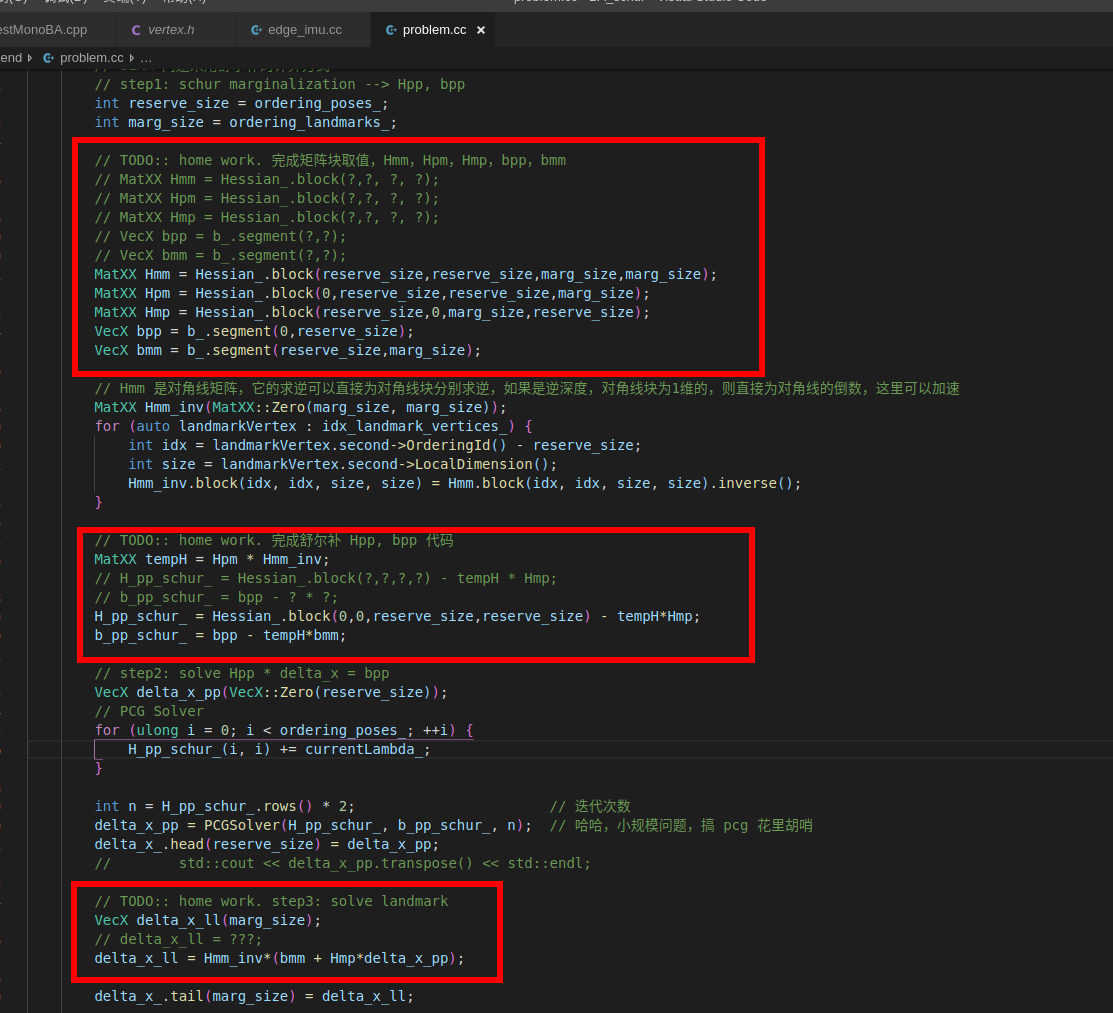 estMonoBA.cpp
vertex.h
edge_imu.cc
problem.cc
end
problem.cc
...
// step1: schur marginalization --> Hpp, bpp
int reserve_size = ordering_poses_;
int marg_size = ordering_landmarks_;
// TODO:: home work. 完成矩阵块取值，Hmm，Hpm，Hmp，bpp，bmm
// MatXX Hmm = Hessian_.block(?,?, ?, ?);
// MatXX Hpm = Hessian_.block(?,?, ?, ?);
// MatXX Hmp = Hessian_.block(?,?, ?, ?);
// VecX bpp = b_.segment(?,?);
// VecX bmm = b_.segment(?,?);
MatXX Hmm = Hessian_.block(reserve_size,reserve_size,marg_size,marg_size);
MatXX Hpm = Hessian_.block(0,reserve_size,reserve_size,marg_size);
MatXX Hmp = Hessian_.block(reserve_size,0,marg_size,reserve_size);
VecX bpp = b_.segment(0,reserve_size);
VecX bmm = b_.segment(reserve_size,marg_size);
// Hmm 是对角线矩阵，它的求逆可以直接为对角线块分别求逆，如果是逆深度，对角线块为1维的，则直接为对角线的倒数，这里可以加速
MatXX Hmm_inv(MatXX::Zero(marg_size, marg_size));
for (auto landmarkVertex : idx_landmark_vertices_) {
int idx = landmarkVertex.second->OrderingId() - reserve_size;
int size = landmarkVertex.second->LocalDimension();
Hmm_inv.block(idx, idx, size, size) = Hmm.block(idx, idx, size, size).inverse();
}
// TODO:: home work. 完成舒尔补 Hpp, bpp 代码
MatXX tempH = Hpm * Hmm_inv;
// H_pp_schur_ = Hessian_.block(?,?,?,?) - tempH * Hmp;
// b_pp_schur_ = bpp - ? * ?;
H_pp_schur_ = Hessian_.block(0,0,reserve_size,reserve_size) - tempH*Hmp;
b_pp_schur_ = bpp - tempH*bmm;
// step2: solve Hpp * delta_x = bpp
VecX delta_x_pp(VecX::Zero(reserve_size));
// PCG Solver
for (ulong i = 0; i < ordering_poses_; ++i) {
H_pp_schur_(i, i) += currentLambda_;
}
int n = H_pp_schur_.rows() * 2; // 迭代次数
delta_x_pp = PCGSolver(H_pp_schur_, b_pp_schur_, n); // 哈哈，小规模问题，搞 pcg 花里胡哨
delta_x_.head(reserve_size) = delta_x_pp;
// std::cout << delta_x_pp.transpose() << std::endl;
// TODO:: home work. step3: solve landmark
VecX delta_x_ll(marg_size);
// delta_x_ll = ???;
delta_x_ll = Hmm_inv*(bmm + Hmp*delta_x_pp);
delta_x_.tail(marg_size) = delta_x_ll;